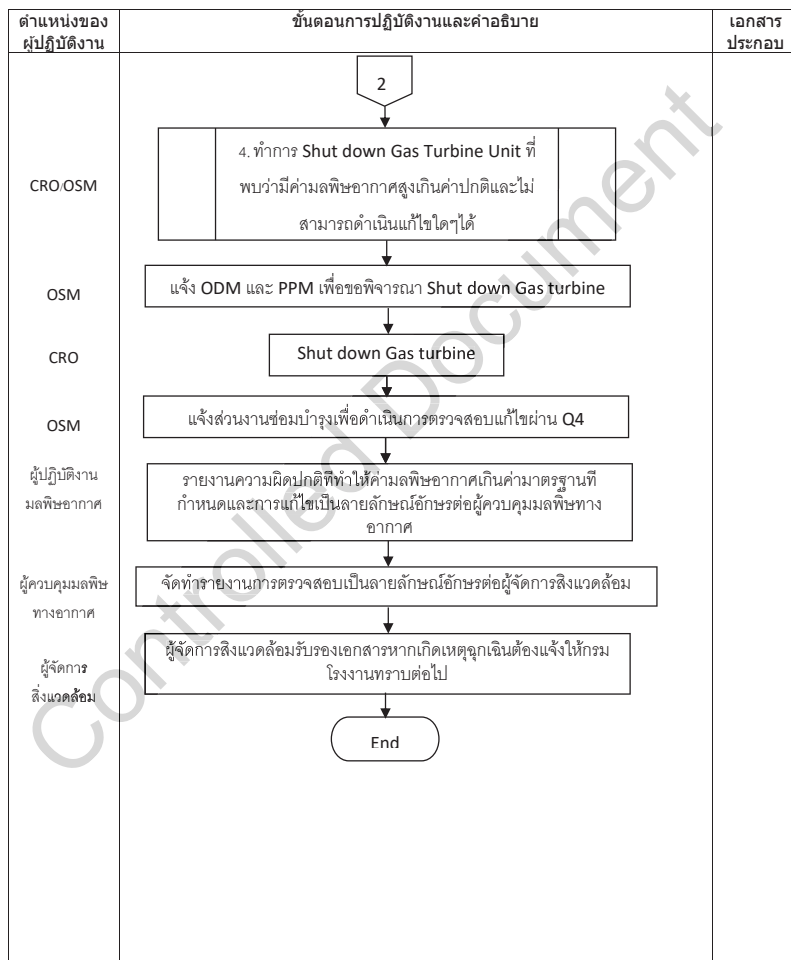 ตำแหน่งของ
ผู้ปฏิบัติงาน
ขั้นตอนการปฏิบัติงานและคำอธิบาย
เอกสาร
ประกอบ
2
CRO/OSM
4. ทำการ Shut down Gas Turbine Unit ที่
พบว่ามีค่ามลพิษอากาศสูงเกินค่าปกติและไม่
สามารถดำเนินแก้ไขใดๆได้
OSM
แจ้ง ODM และ PPM เพื่อขอพิจารณา Shut down Gas turbine
CRO
Shut down Gas turbine
OSM
แจ้งส่วนงานซ่อมบำรุงเพื่อดำเนินการตรวจสอบแก้ไขผ่าน Q4
ผู้ปฏิบัติงาน
มลพิษอากาศ
รายงานความผิดปกติที่ทำให้ค่ามลพิษอากาศเกินค่ามาตรฐานที่
กำหนดและการแก้ไขเป็นลายลักษณ์อักษรต่อผู้ควบคุมมลพิษทาง
อากาศ
ผู้ควบคุมมลพิษ
ทางอากาศ
จัดทำรายงานการตรวจสอบเป็นลายลักษณ์อักษรต่อผู้จัดการสิ่งแวดล้อม
ผู้จัดการ
สิ่งแวดล้อม
ผู้จัดการสิ่งแวดล้อมรับรองเอกสารหากเกิดเหตุฉุกเฉินต้องแจ้งให้กรม
โรงงานทราบต่อไป
End
Controlled Document